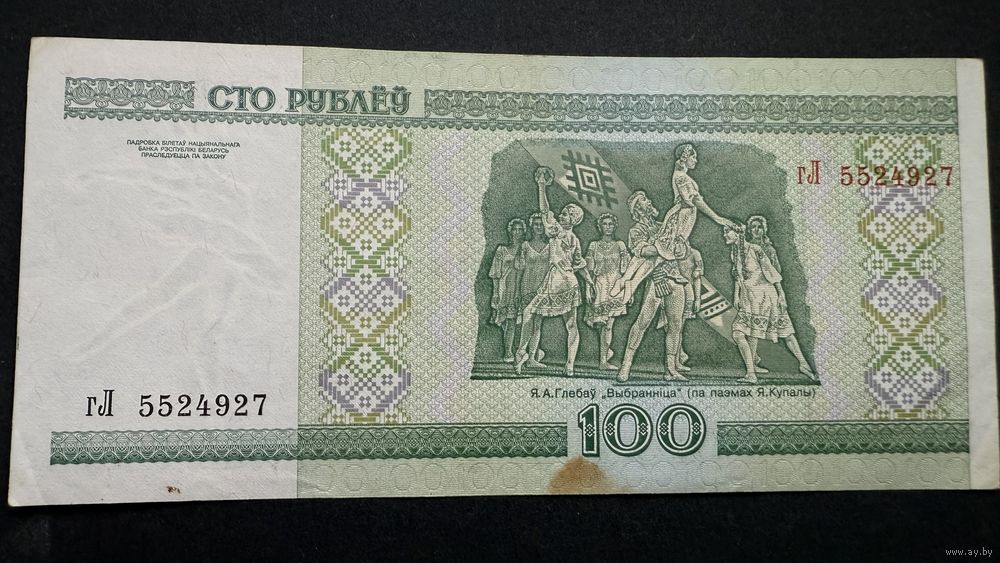 СТО РУБЛЁЎ
ПАДРОБКА БІЛЕТАЎ НАЦЫЯНАЛЬНАГА
БАНКА РЭСПУБЛІКІ БЕЛАРУСЬ
ПРАСЛЕДУЕЦЦА ПА ЗАКОНУ
гЛ 5524927
гЛ 5524927
Я.А.Глебаў „Выбранніца" (па паэмах Я.Купалы)
100
www.ay.by